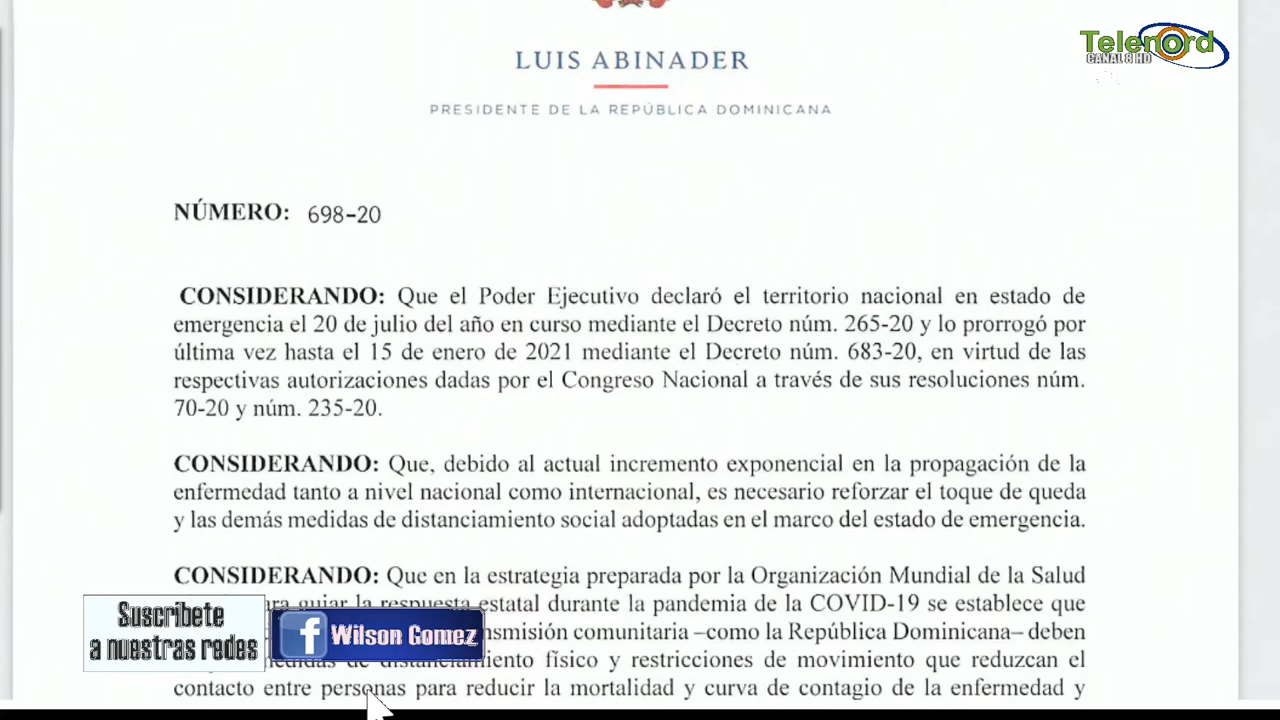 LUIS ABINADER
PRESIDENTE DE LA REPÚBLICA DOMINICANA
Telenord
CANAL 8 HD
NÚMERO: 698-20
CONSIDERANDO: Que el Poder Ejecutivo declaró el territorio nacional en estado de
emergencia el 20 de julio del año en curso mediante el Decreto núm. 265-20 y lo prorrogó por
última vez hasta el 15 de enero de 2021 mediante el Decreto núm. 683-20, en virtud de las
respectivas autorizaciones dadas por el Congreso Nacional a través de sus resoluciones núm.
70-20 y núm. 235-20.
CONSIDERANDO: Que, debido al actual incremento exponencial en la propagación de la
enfermedad tanto a nivel nacional como internacional, es necesario reforzar el toque de queda
y las demás medidas de distanciamiento social adoptadas en el marco del estado de emergencia.
CONSIDERANDO: Que en la estrategia preparada por la Organización Mundial de la Salud
guiar la respuesta estatal durante la pandemia de la COVID-19 se establece que
comunitaria –como la República Dominicana– deben
de distanciamiento físico y restricciones de movimiento que reduzcan el
contacto entre personas para reducir la mortalidad y curva de contagio de la enfermedad y
Suscribete
a nuestras redes
f Wilson Gomez